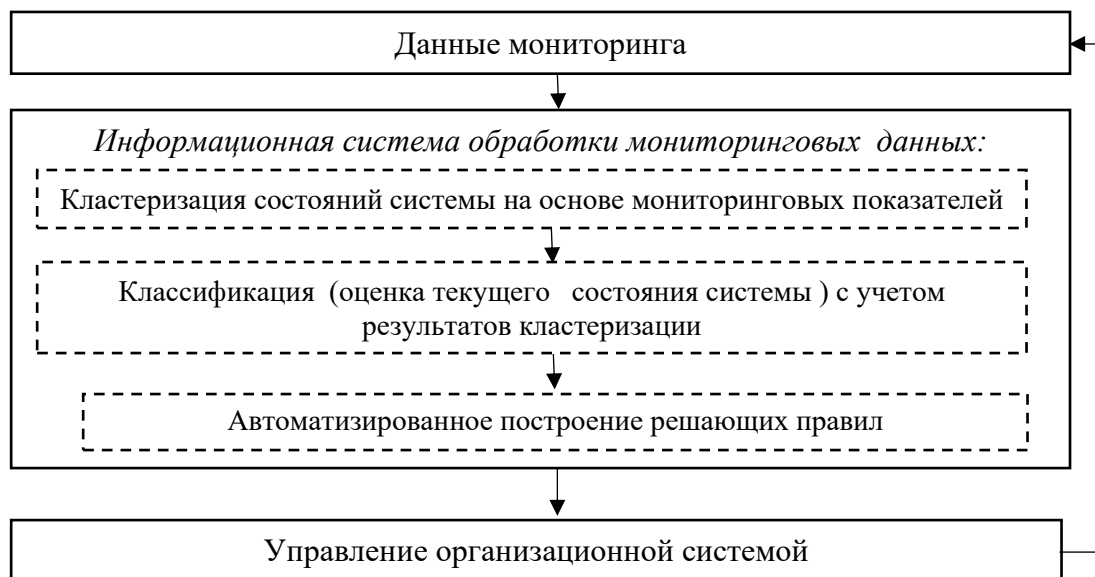 Данные мониторинга
Информационная система обработки мониторинговых данных:
Кластеризация состояний системы на основе мониторинговых показателей
Классификация (оценка текущего состояния системы ) с учетом
результатов кластеризации
Автоматизированное построение решающих правил
Управление организационной системой